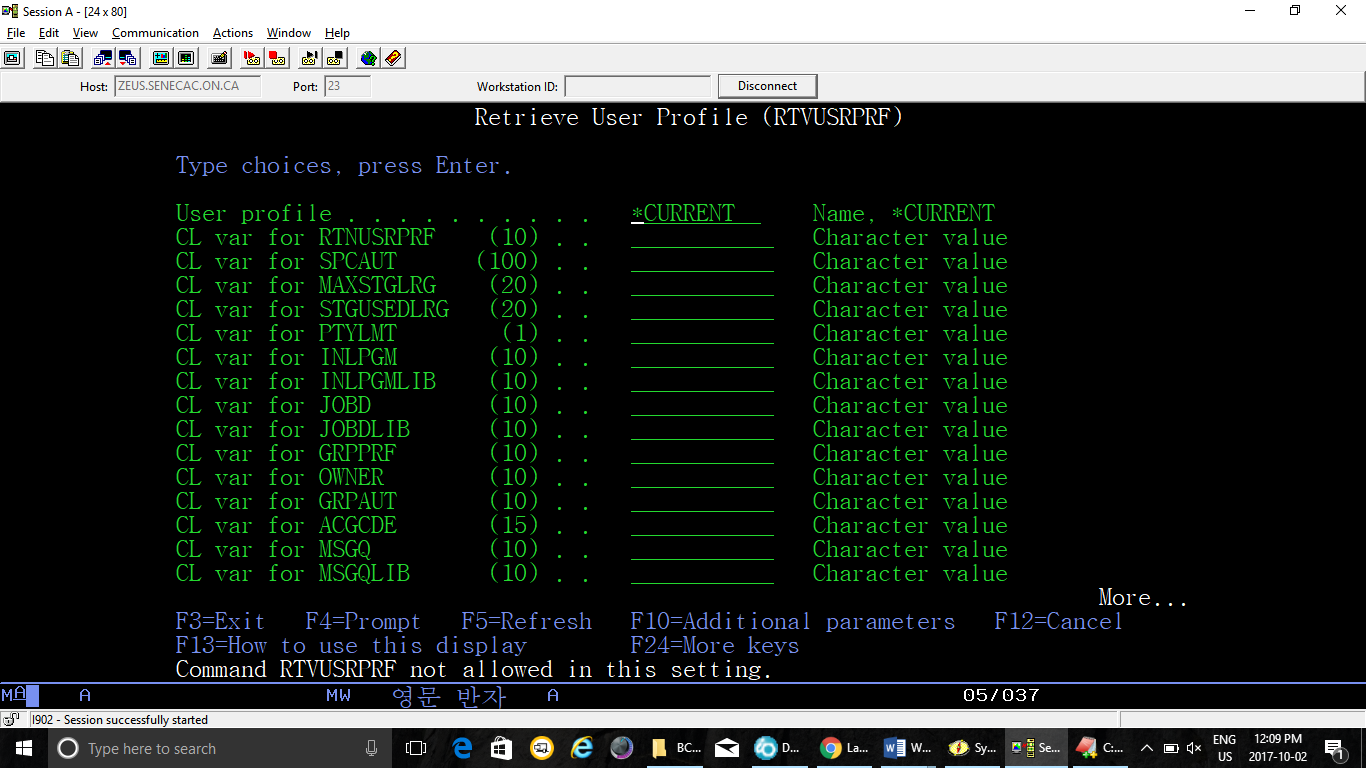 Session A - [24 x 80]
File Edit View Communication Actions Window Help
Host: ZEUS.SENECAC.ON.CA Port: 23 Workstation ID: Disconnect
Retrieve User Profile (RTVUSRPRF)
Type choices, press Enter.
User profile . . . . . . . . . . *CURRENT Name, *CURRENT
CL var for RTNUSRPRF (10) . . Character value
CL var for SPCAUT (100) . . Character value
CL var for MAXSTGLRG (20) . . Character value
CL var for STGUSEDLRG (20) . . Character value
CL var for PTYLMT (1) . . Character value
CL var for INLPGM (10) . . Character value
CL var for INLPGMLIB (10) . . Character value
CL var for JOBD (10) . . Character value
CL var for JOBDLIB (10) . . Character value
CL var for GRPPRF (10) . . Character value
CL var for OWNER (10) . . Character value
CL var for GRPAUT (10) . . Character value
CL var for ACGCDE (15) . . Character value
CL var for MSGQ (10) . . Character value
CL var for MSGQLIB (10) . . Character value
More...
F3=Exit F4=Prompt F5=Refresh F10=Additional parameters F12=Cancel
F13=How to use this display F24=More keys
Command RTVUSRPRF not allowed in this setting.
MA A MW 영문 반자 A 05/037
I902 - Session successfully started
Type here to search BC... D... La... W... Sy... Se... C:... ENG 12:09 PM
US 2017-10-02 1